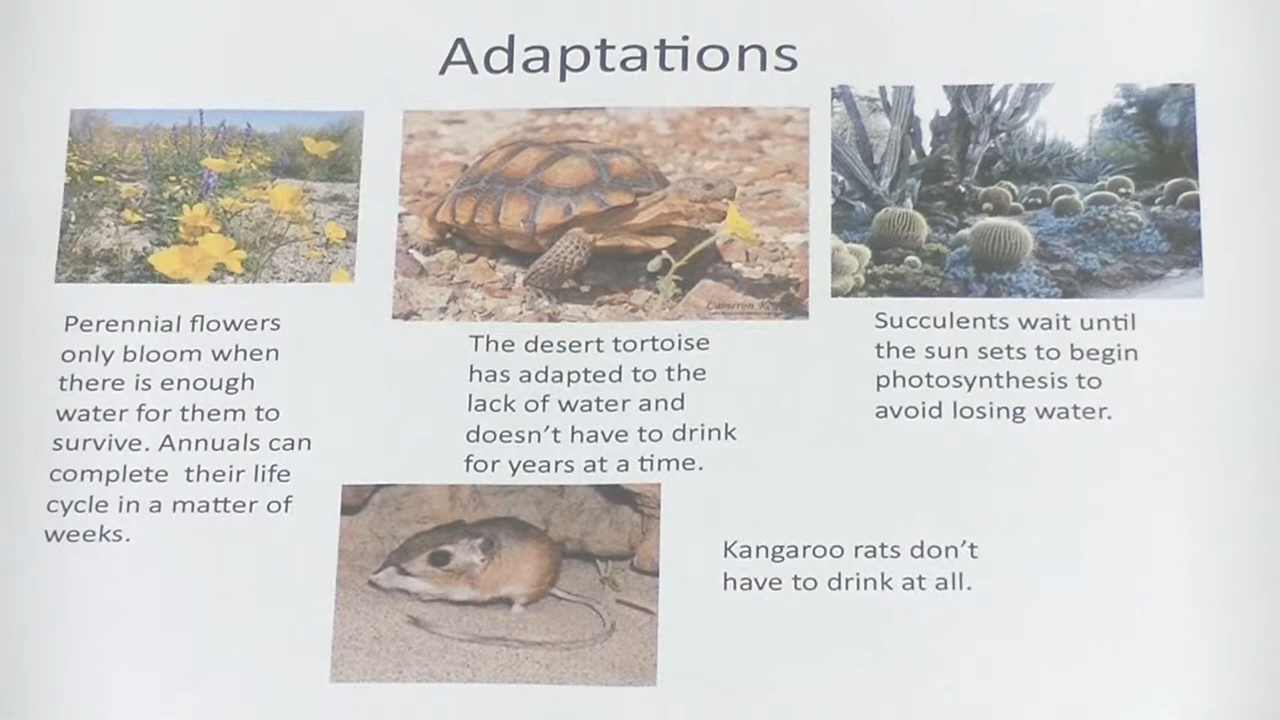 Adaptations
Perennial flowers
only bloom when
there is enough
water for them to
survive. Annuals can
complete their life
cycle in a matter of
weeks.
The desert tortoise
has adapted to the
lack of water and
doesn't have to drink
for years at a time.
Succulents wait until
the sun sets to begin
photosynthesis to
avoid losing water.
Kangaroo rats don't
have to drink at all.
Cameron